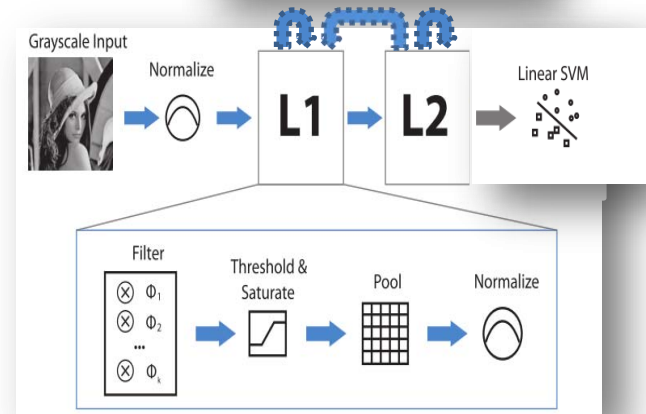 Grayscale Input
Normalize
L1
L2
Linear SVM
Filter
Φ₁
Φ₂
...
Φₖ
Threshold &
Saturate
Pool
Normalize